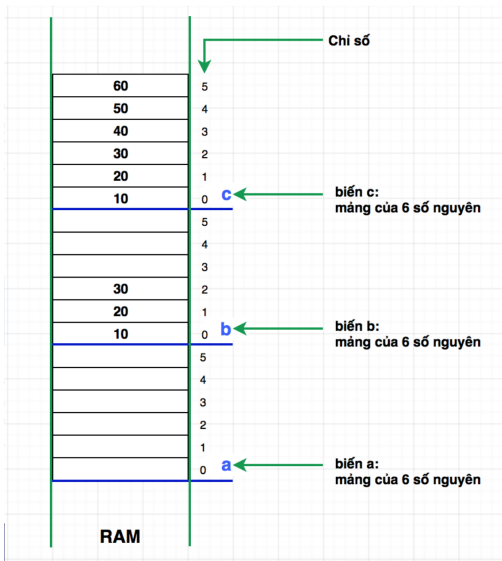 Chỉ số
60 5
50 4
40 3
30 2
20 1
10 0 c
biến c:
mảng của 6 số nguyên
5
4
3
30 2
20 1
10 0 b
biến b:
mảng của 6 số nguyên
5
4
3
2
1
0 a
biến a:
mảng của 6 số nguyên
RAM